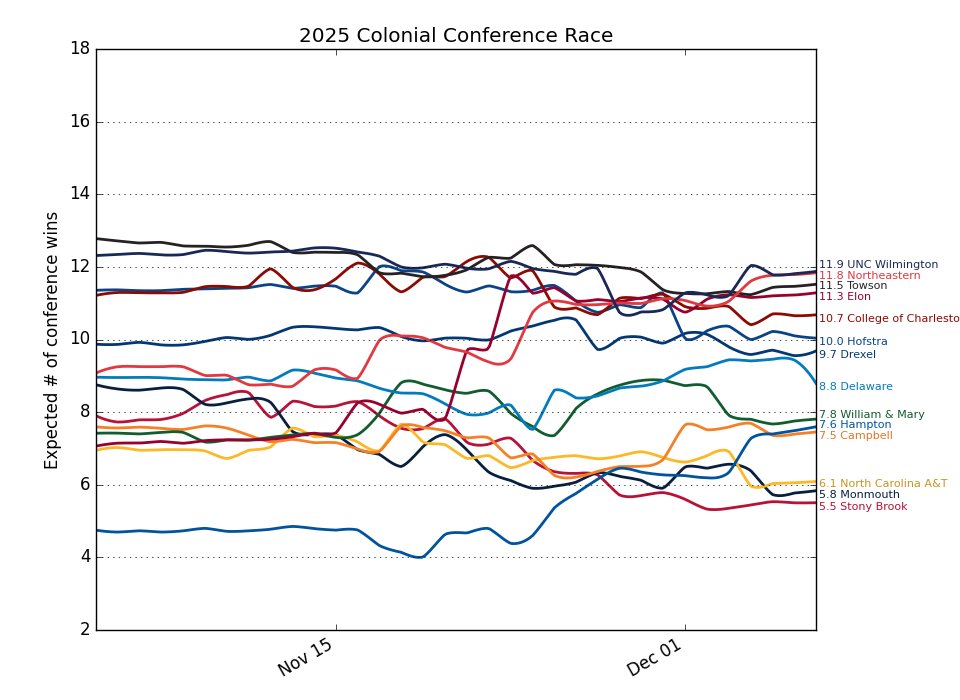 2025 Colonial Conference Race
Expected # of conference wins
18
16
14
12
10
8
6
4
2
Nov 15
Dec 01
11.9 UNC Wilmington
11.8 Northeastern
11.5 Towson
11.3 Elon
10.7 College of Charlesto
10.0 Hofstra
9.7 Drexel
8.8 Delaware
7.8 William & Mary
7.6 Hampton
7.5 Campbell
6.1 North Carolina A&T
5.8 Monmouth
5.5 Stony Brook